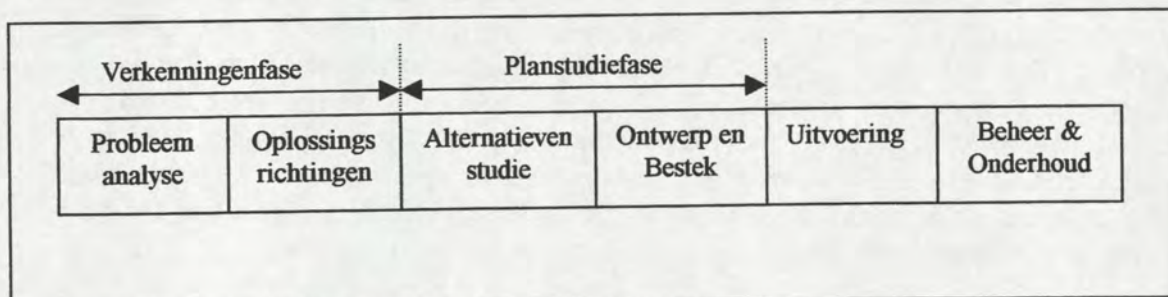 Verkenningenfase
Planstudiefase
Probleem
analyse
Oplossings
richtingen
Alternatieven
studie
Ontwerp en
Bestek
Uitvoering
Beheer &
Onderhoud